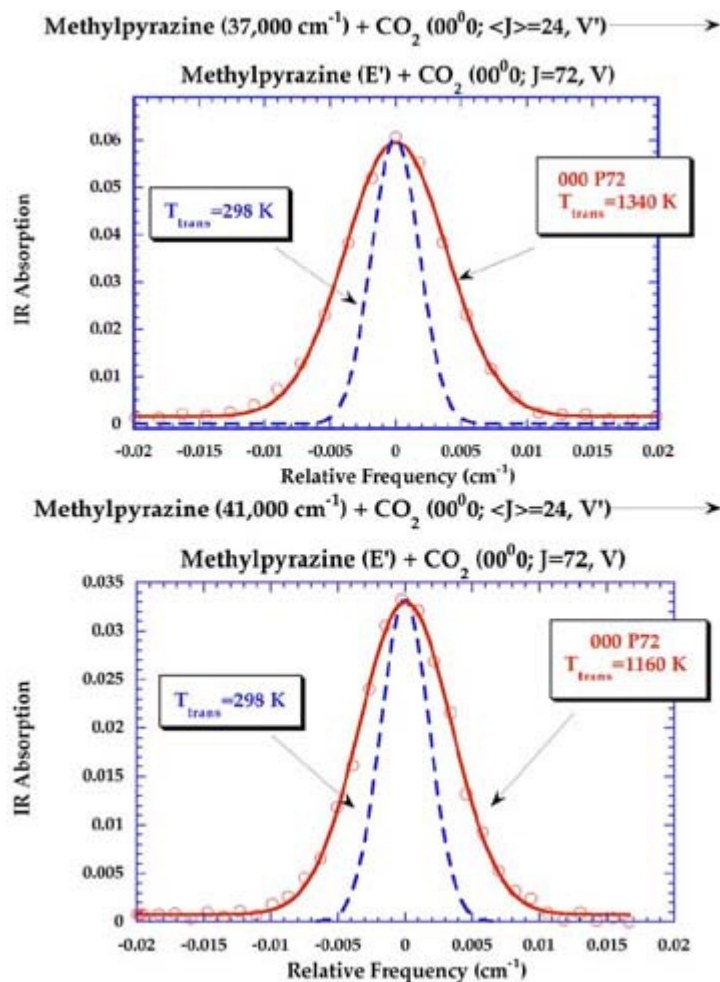 Methylpyrazine (37,000 cm⁻¹) + CO₂ (00⁰0; <J>=24, V')
Methylpyrazine (E') + CO₂ (00⁰0; J=72, V)
0.06
0.05
0.04
0.03
0.02
0.01
0
IR Absorption
T_trans=298 K
000 P72
T_trans=1340 K
-0.02 -0.015 -0.01 -0.005 0 0.005 0.01 0.015 0.02
Relative Frequency (cm⁻¹)
Methylpyrazine (41,000 cm⁻¹) + CO₂ (00⁰0; <J>=24, V')
Methylpyrazine (E') + CO₂ (00⁰0; J=72, V)
0.035
0.03
0.025
0.02
0.015
0.01
0.005
0
IR Absorption
T_trans=298 K
000 P72
T_trans=1160 K
-0.02 -0.015 -0.01 -0.005 0 0.005 0.01 0.015 0.02
Relative Frequency (cm⁻¹)